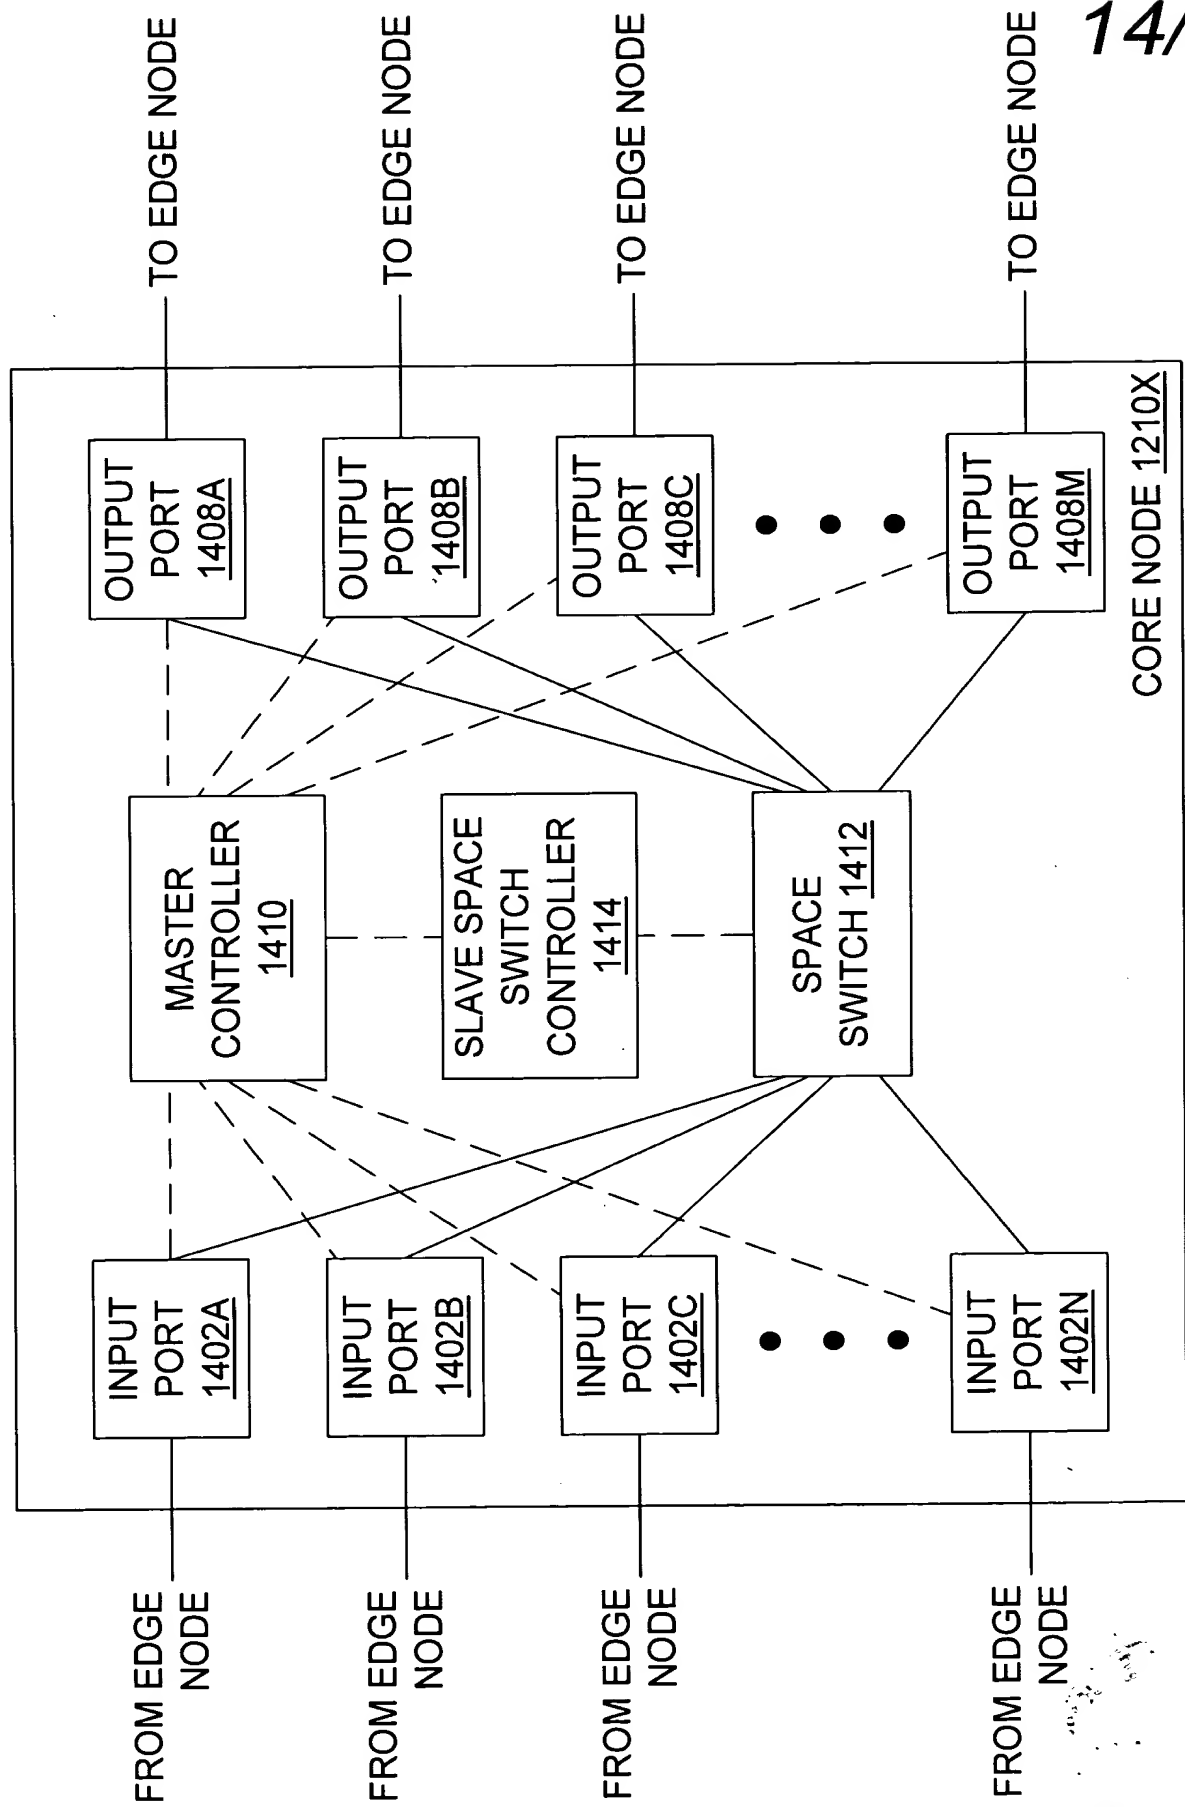 14/
FROM EDGE
NODE
FROM EDGE
NODE
FROM EDGE
NODE
FROM EDGE
NODE
INPUT
PORT
1402A
INPUT
PORT
1402B
INPUT
PORT
1402C
INPUT
PORT
1402N
MASTER
CONTROLLER
1410
SLAVE SPACE
SWITCH
CONTROLLER
1414
SPACE
SWITCH 1412
OUTPUT
PORT
1408A
OUTPUT
PORT
1408B
OUTPUT
PORT
1408C
OUTPUT
PORT
1408M
CORE NODE 1210X
TO EDGE NODE
TO EDGE NODE
TO EDGE NODE
TO EDGE NODE